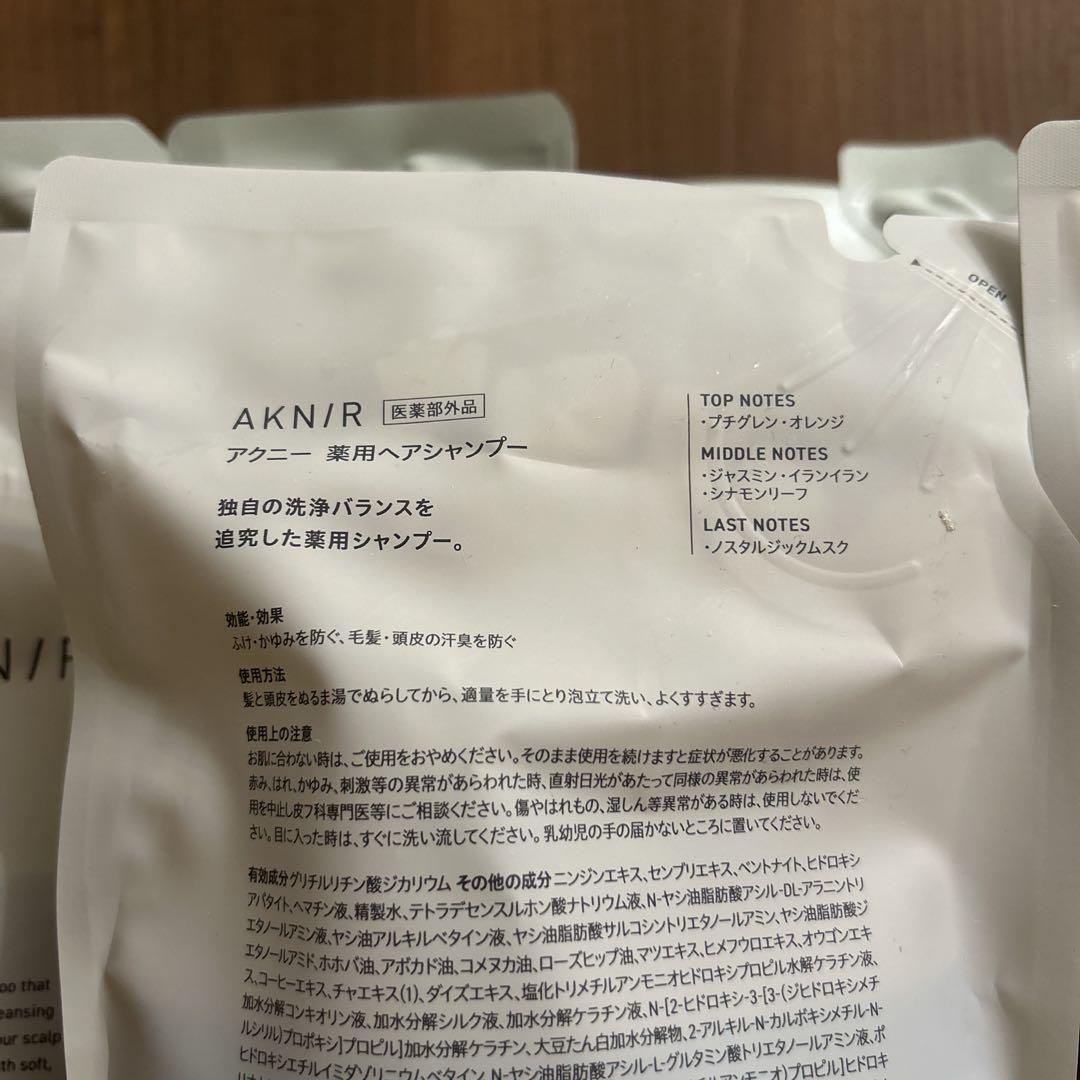 OPEN
AKN/R 医薬部外品
アクニー 薬用ヘアシャンプー
独自の洗浄バランスを
追究した薬用シャンプー。
TOP NOTES
・プチグレン・オレンジ
MIDDLE NOTES
・ジャスミン・イランイラン
・シナモンリーフ
LAST NOTES
・ノスタルジックムスク
効能・効果
ふけ・かゆみを防ぐ、毛髪・頭皮の汗臭を防ぐ
使用方法
髪と頭皮をぬるま湯でぬらしてから、適量を手にとり泡立て洗い、よくすすぎます。
使用上の注意
お肌に合わない時は、ご使用をおやめください。そのまま使用を続けますと症状が悪化することがあります。
赤み、はれ、かゆみ、刺激等の異常があらわれた時、直射日光があたって同様の異常があらわれた時は、使
用を中止し皮フ科専門医等にご相談ください。傷やはれもの、湿しん等異常がある時は、使用しないでくだ
さい。目に入った時は、すぐに洗い流してください。乳幼児の手の届かないところに置いてください。
有効成分グリチルリチン酸ジカリウム その他の成分ニンジンエキス、センブリエキス、ベントナイト、ヒドロキシ
アパタイト、ヘマチン液、精製水、テトラデセンスルホン酸ナトリウム液、N-ヤシ油脂肪酸アシル-DL-アラニントリ
エタノールアミン液、ヤシ油アルキルベタイン液、ヤシ油脂肪酸サルコシントリエタノールアミン、ヤシ油脂肪酸ジ
エタノールアミド、ホホバ油、アボカド油、コメヌカ油、ローズヒップ油、マツエキス、ヒメフウロエキス、オウゴンエキ
ス、コーヒーエキス、チャエキス(1)、ダイズエキス、塩化トリメチルアンモニオヒドロキシプロピル加水分解ケラチン液、
加水分解コンキオリン液、加水分解シルク液、加水分解ケラチン液、N-[2-ヒドロキシ-3-[3-(ジヒドロキシメチ
ルシリル)プロポキシ]プロピル]加水分解ケラチン、大豆たん白加水分解物、2-アルキル-N-カルボキシメチル-N-
ヒドロキシエチルイミダゾリニウムベタイン、N-ヤシ油脂肪酸アシル-L-グルタミン酸トリエタノールアミン液、ポ
アンモニオ)プロピル]ヒドロキ
N/R
oo that
eansing
our scalp
th soft,